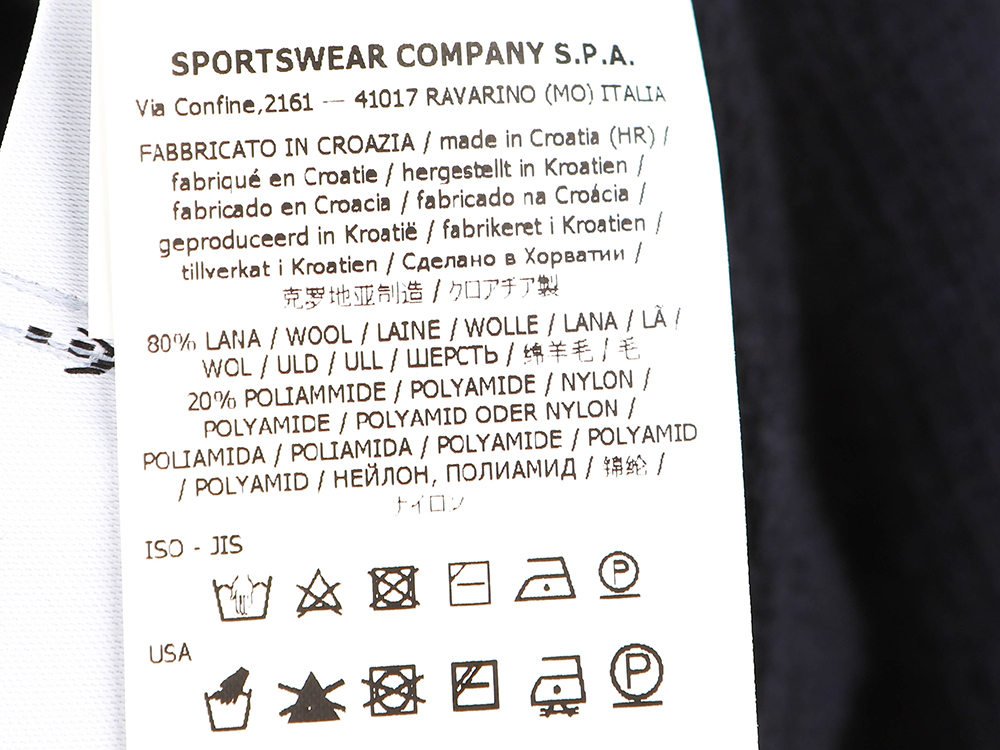 SPORTSWEAR COMPANY S.P.A.
Via Confine,2161 — 41017 RAVARINO (MO) ITALIA
FABBRICATO IN CROAZIA / made in Croatia (HR) /
fabriqué en Croatie / hergestellt in Kroatien /
fabricado en Croacia / fabricado na Croácia /
geproduceerd in Kroatië / fabrikeret i Kroatien /
tillverkat i Kroatien / Сделано в Хорватии /
克罗地亚制造 / クロアチア製
80% LANA / WOOL / LAINE / WOLLE / LANA / LÃ /
WOL / ULD / ULL / ШЕРСТЬ / 绵羊毛 / 毛
20% POLIAMMIDE / POLYAMIDE / NYLON /
POLYAMIDE / POLYAMID ODER NYLON /
POLIAMIDA / POLIAMIDA / POLYAMIDE / POLYAMID
/ POLYAMID / НЕЙЛОН, ПОЛИАМИД / 锦纶 /
ナイロン
ISO - JIS
P
USA
P